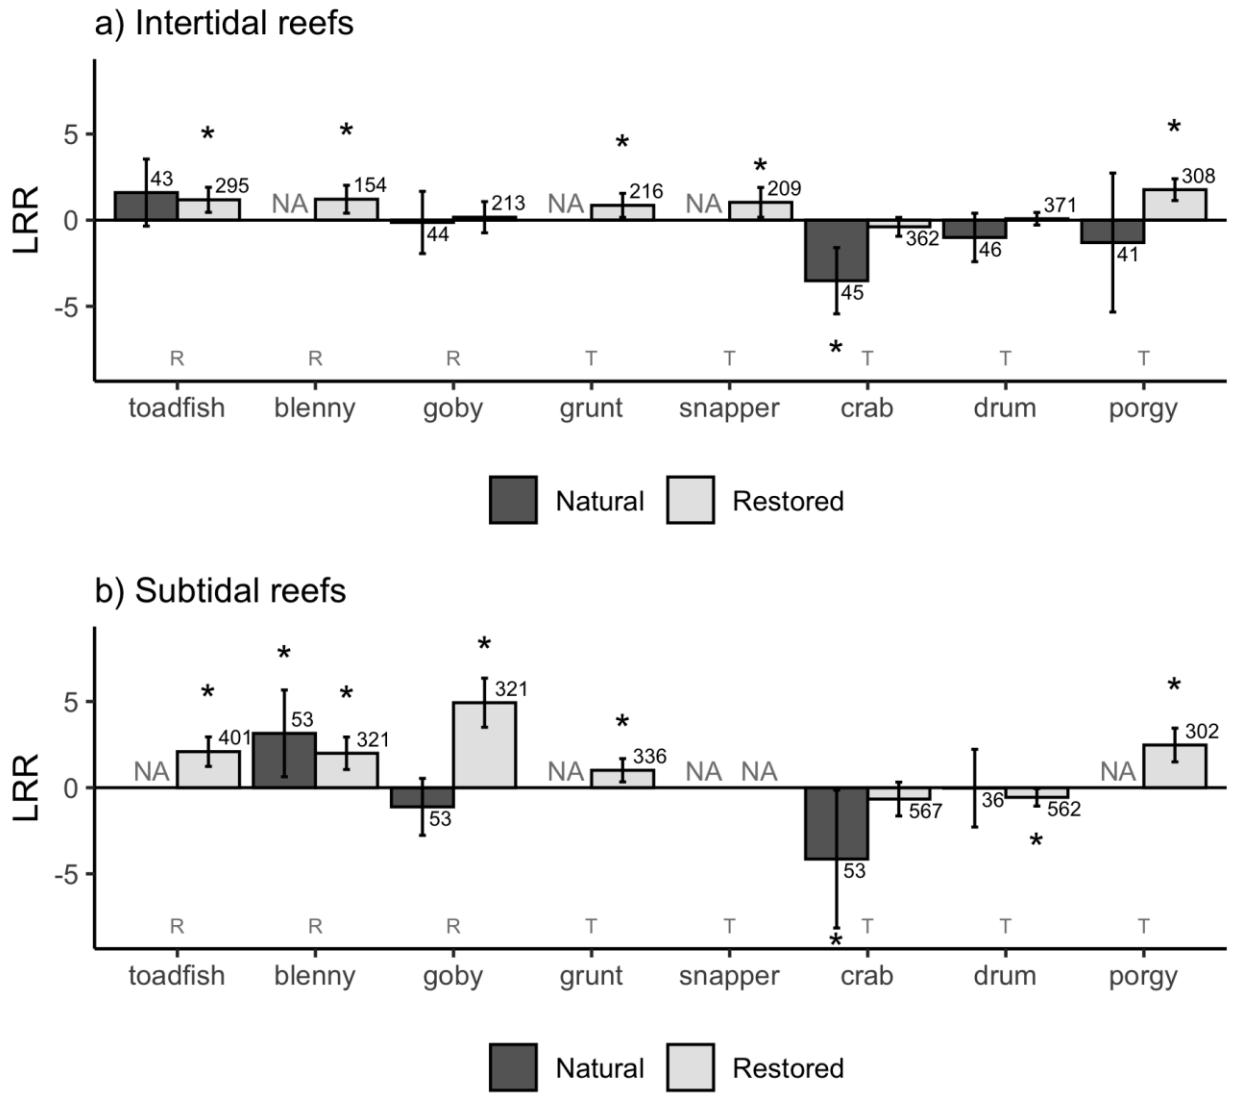 a) Intertidal reefs
LRR
5
0
-5
* * * * *
43 295 NA 154 44 213 NA 216 NA 209 45 362 46 371 41 308
*
R R R T T T T T
toadfish blenny goby grunt snapper crab drum porgy
Natural Restored
b) Subtidal reefs
LRR
5
0
-5
* * * * * *
NA 401 53 321 53 321 NA 336 NA NA 53 567 36 562 NA 302
* *
R R R T T T T T
toadfish blenny goby grunt snapper crab drum porgy
Natural Restored